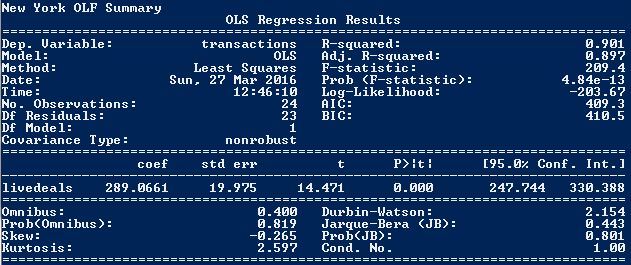 New York OLF Summary
OLS Regression Results
==============================================================================
Dep. Variable: transactions R-squared: 0.901
Model: OLS Adj. R-squared: 0.897
Method: Least Squares F-statistic: 209.4
Date: Sun, 27 Mar 2016 Prob (F-statistic): 4.84e-13
Time: 12:46:10 Log-Likelihood: -203.67
No. Observations: 24 AIC: 409.3
Df Residuals: 23 BIC: 410.5
Df Model: 1
Covariance Type: nonrobust
==============================================================================
coef std err t P>|t| [95.0% Conf. Int.]
------------------------------------------------------------------------------
livedeals 289.0661 19.975 14.471 0.000 247.744 330.388
==============================================================================
Omnibus: 0.400 Durbin-Watson: 2.154
Prob(Omnibus): 0.819 Jarque-Bera (JB): 0.443
Skew: -0.265 Prob(JB): 0.801
Kurtosis: 2.597 Cond. No. 1.00
==============================================================================